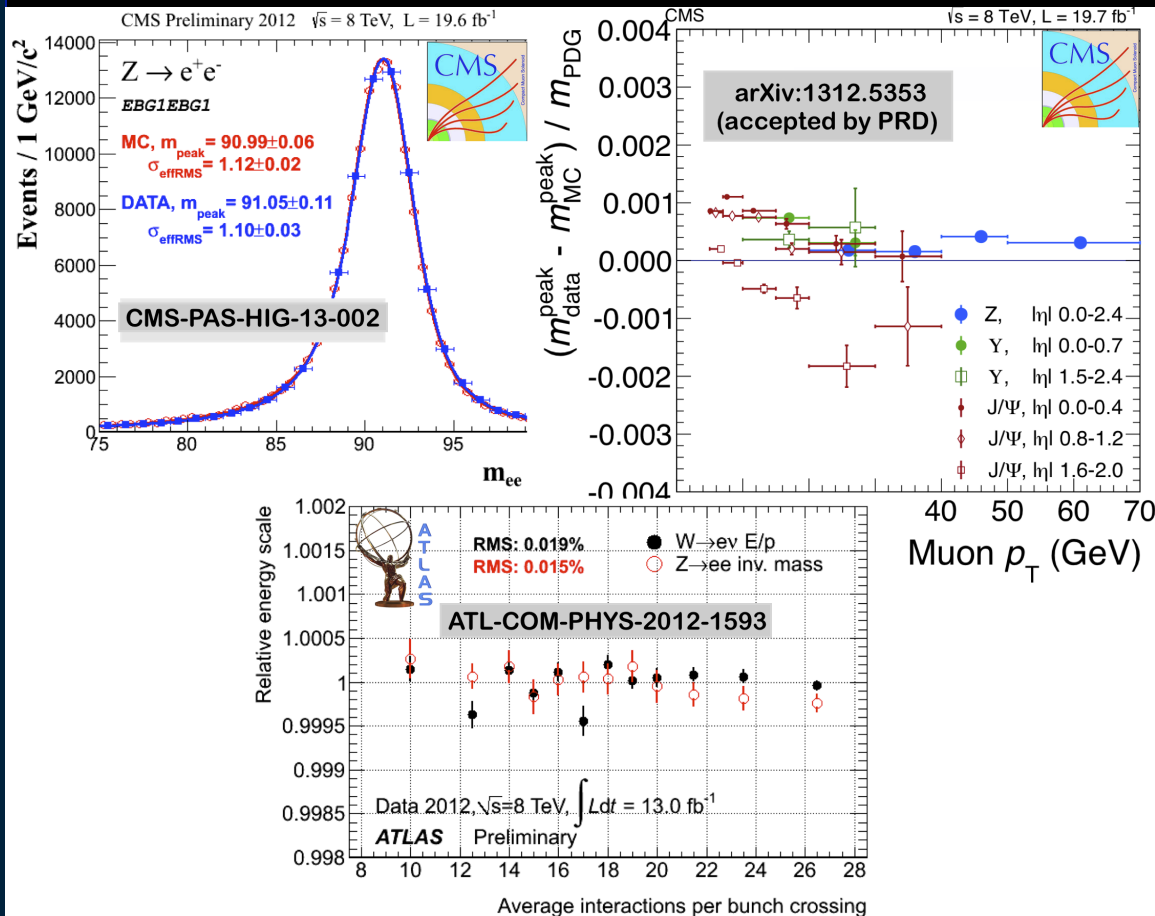 CMS Preliminary 2012 √s = 8 TeV, L = 19.6 fb⁻¹
Events / 1 GeV/c²
14000
12000
10000
8000
6000
4000
2000
0
Z → e⁺e⁻
EBG1EBG1
MC, m_peak = 90.99±0.06
σ_effRMS = 1.12±0.02
DATA, m_peak = 91.05±0.11
σ_effRMS = 1.10±0.03
CMS
CMS-PAS-HIG-13-002
75 80 85 90 95
m_ee
CMS √s = 8 TeV, L = 19.7 fb⁻¹
(m_data^peak - m_MC^peak) / m_PDG
0.004
0.003
0.002
0.001
0.000
-0.001
-0.002
-0.003
-0.004
arXiv:1312.5353
(accepted by PRD)
CMS
Z, |η| 0.0-2.4
Υ, |η| 0.0-0.7
Υ, |η| 1.5-2.4
J/Ψ, |η| 0.0-0.4
J/Ψ, |η| 0.8-1.2
J/Ψ, |η| 1.6-2.0
40 50 60 70
Muon p_T (GeV)
Relative energy scale
1.002
1.0015
1.001
1.0005
1
0.9995
0.999
0.9985
0.998
ATLAS
RMS: 0.019%
RMS: 0.015%
W→eν E/p
Z→ee inv. mass
ATL-COM-PHYS-2012-1593
Data 2012, √s=8 TeV, ∫Ldt = 13.0 fb⁻¹
ATLAS Preliminary
8 10 12 14 16 18 20 22 24 26 28
Average interactions per bunch crossing